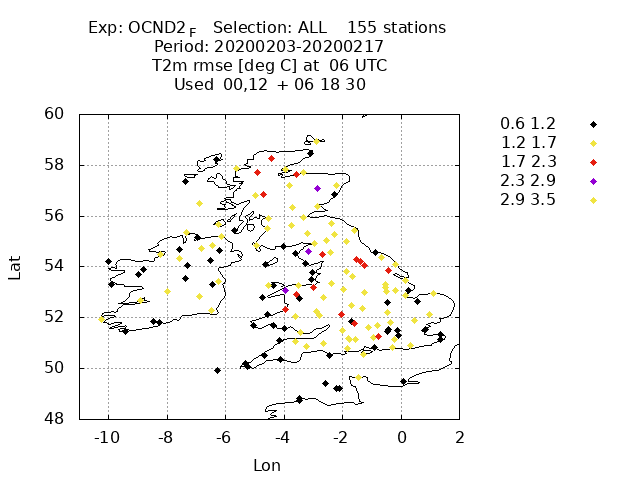 Exp: OCND2_F   Selection: ALL    155 stations
Period: 20200203-20200217
T2m rmse [deg C] at  06 UTC
Used  00,12  + 06 18 30
60
58
56
54
52
50
48
Lat
-10 -8 -6 -4 -2 0 2
Lon
0.6 1.2
1.2 1.7
1.7 2.3
2.3 2.9
2.9 3.5